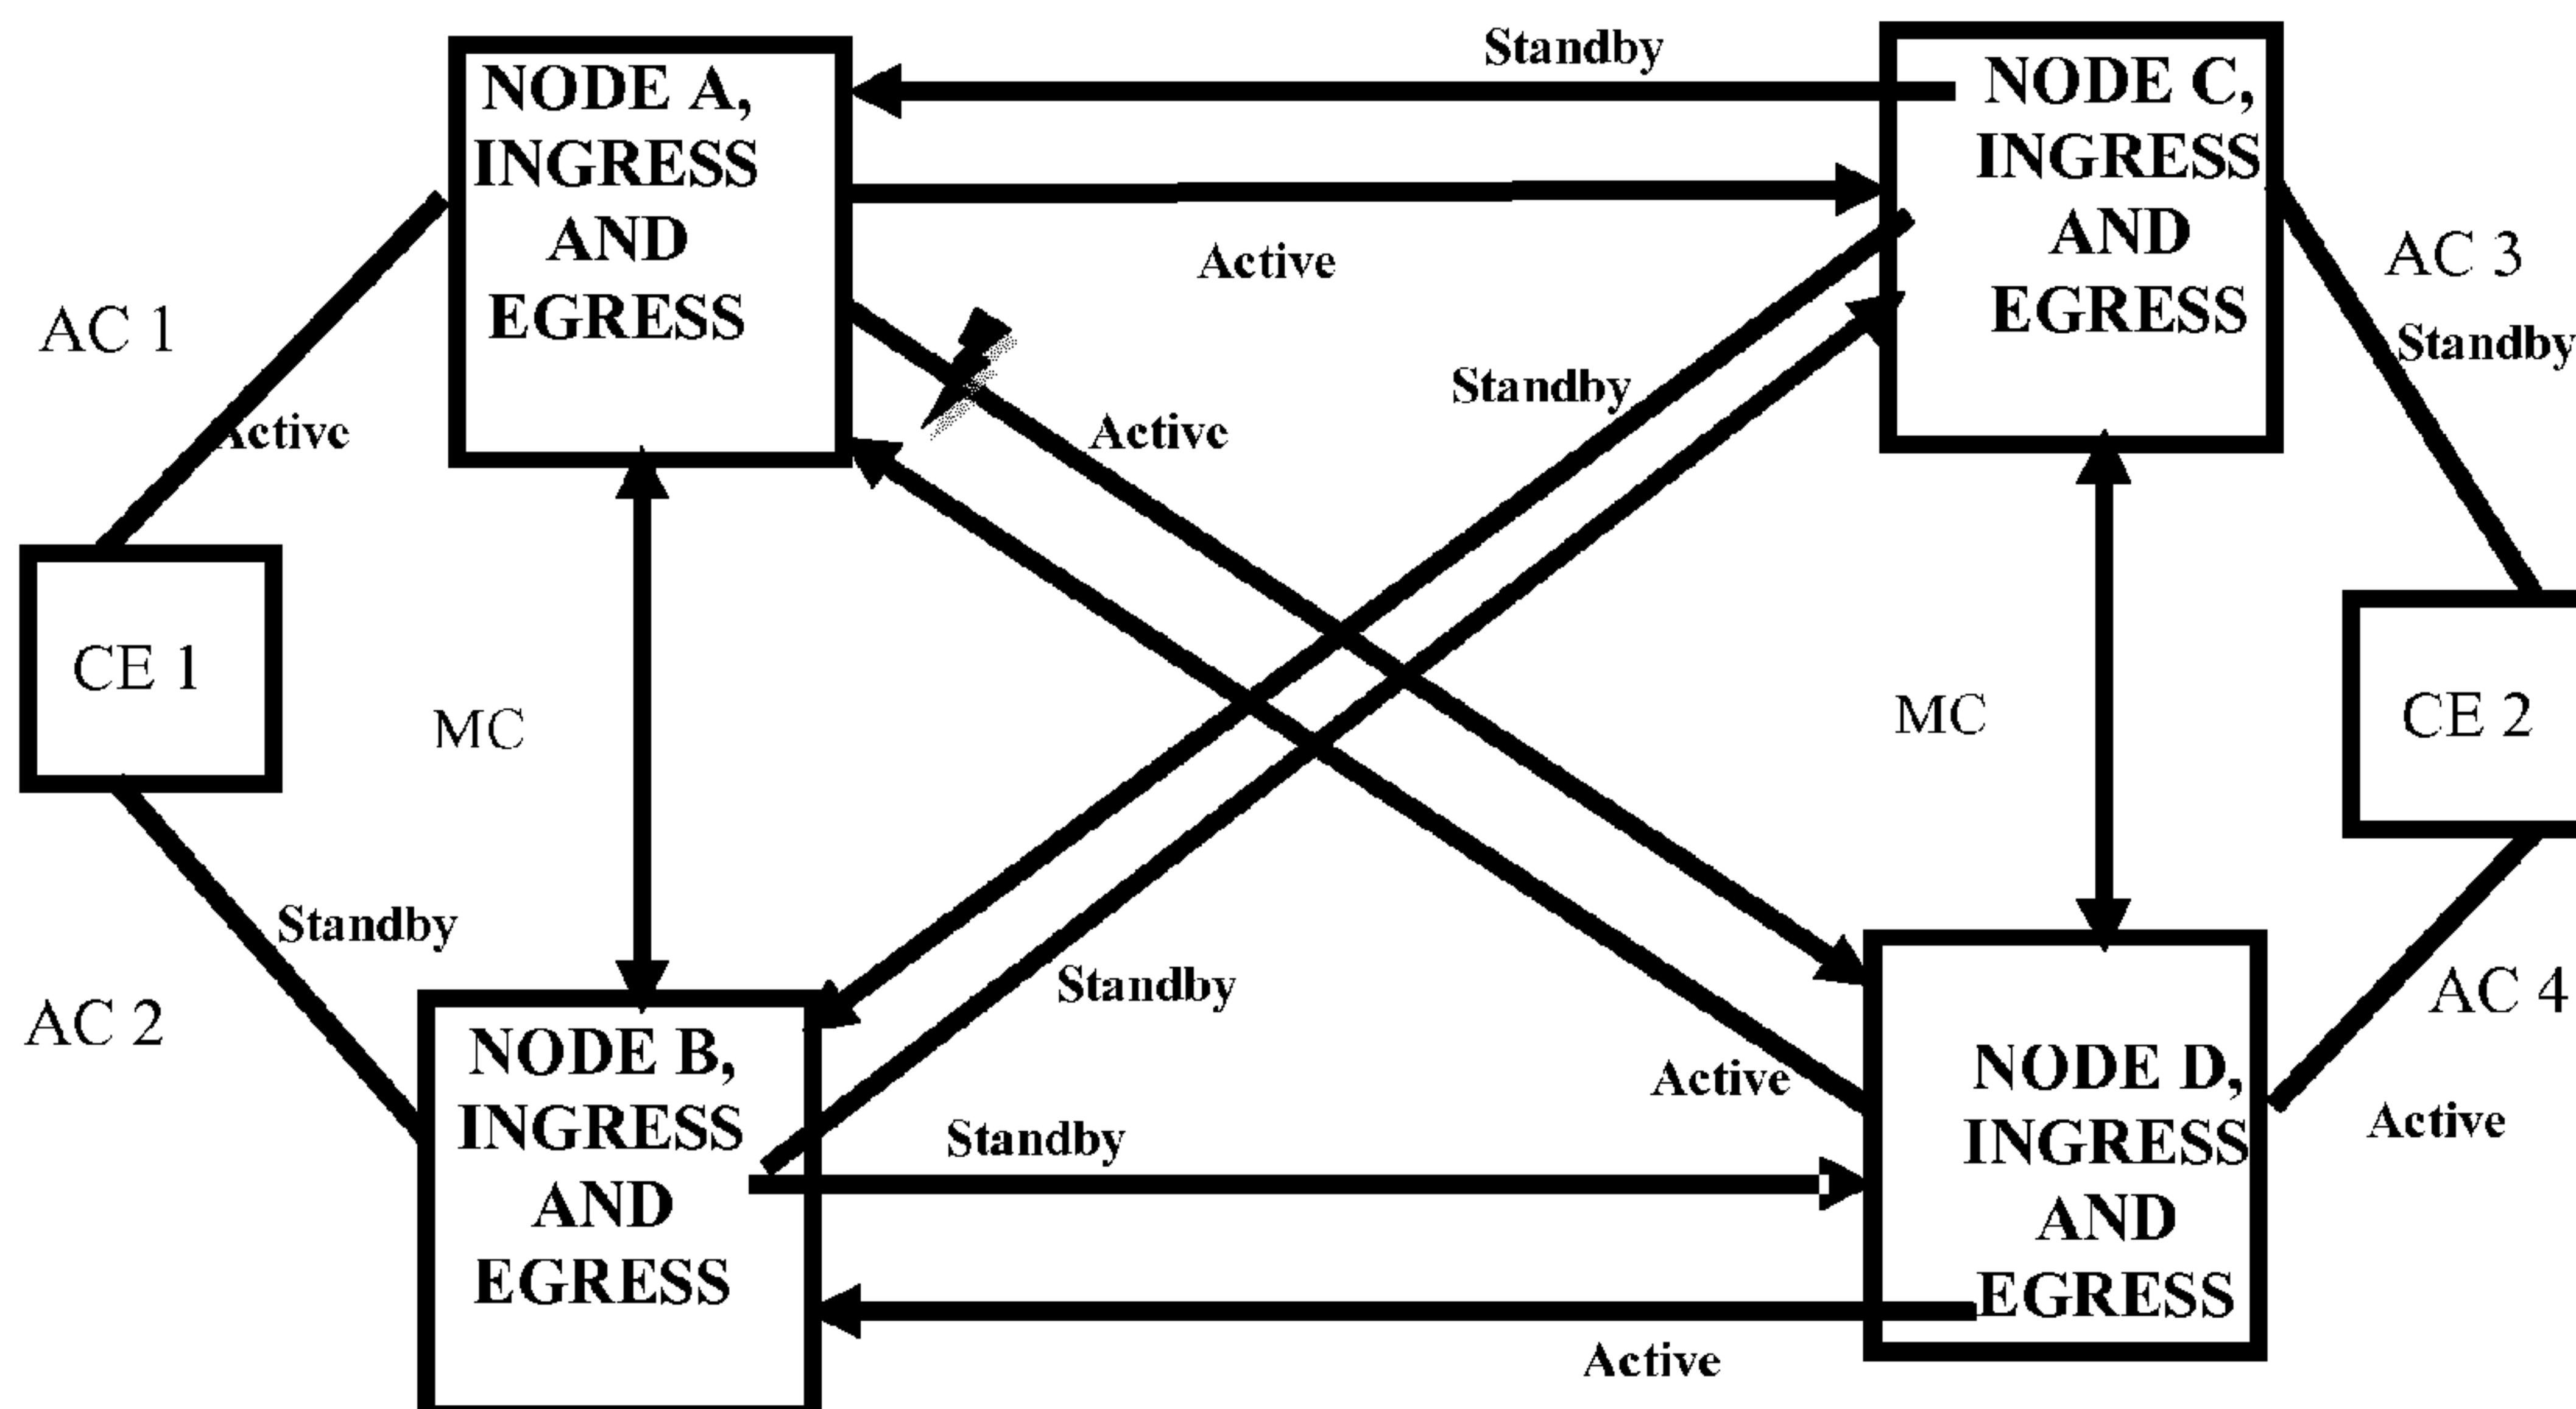 Standby
NODE A,
INGRESS
AND
EGRESS
NODE C,
INGRESS
AND
EGRESS
Active
AC 1
Active
Active
Standby
AC 3
Standby
CE 1
MC
MC
CE 2
Standby
AC 2
Standby
Active
AC 4
Active
NODE B,
INGRESS
AND
EGRESS
Standby
NODE D,
INGRESS
AND
EGRESS
Active